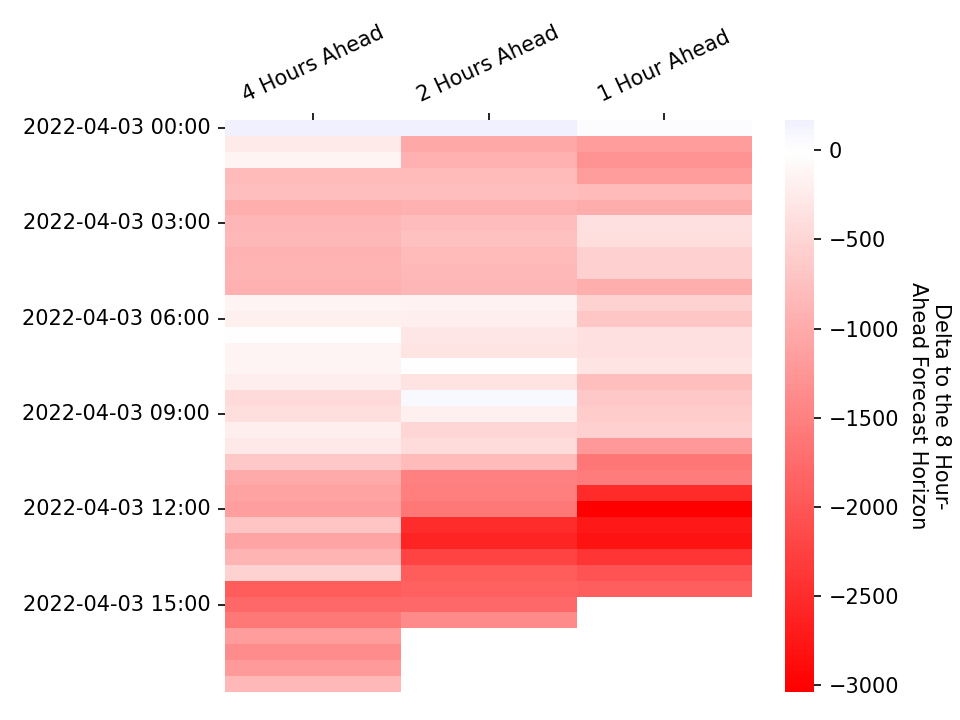 4 Hours Ahead
2 Hours Ahead
1 Hour Ahead
2022-04-03 00:00
2022-04-03 03:00
2022-04-03 06:00
2022-04-03 09:00
2022-04-03 12:00
2022-04-03 15:00
0
−500
−1000
−1500
−2000
−2500
−3000
Delta to the 8 Hour-
Ahead Forecast Horizon